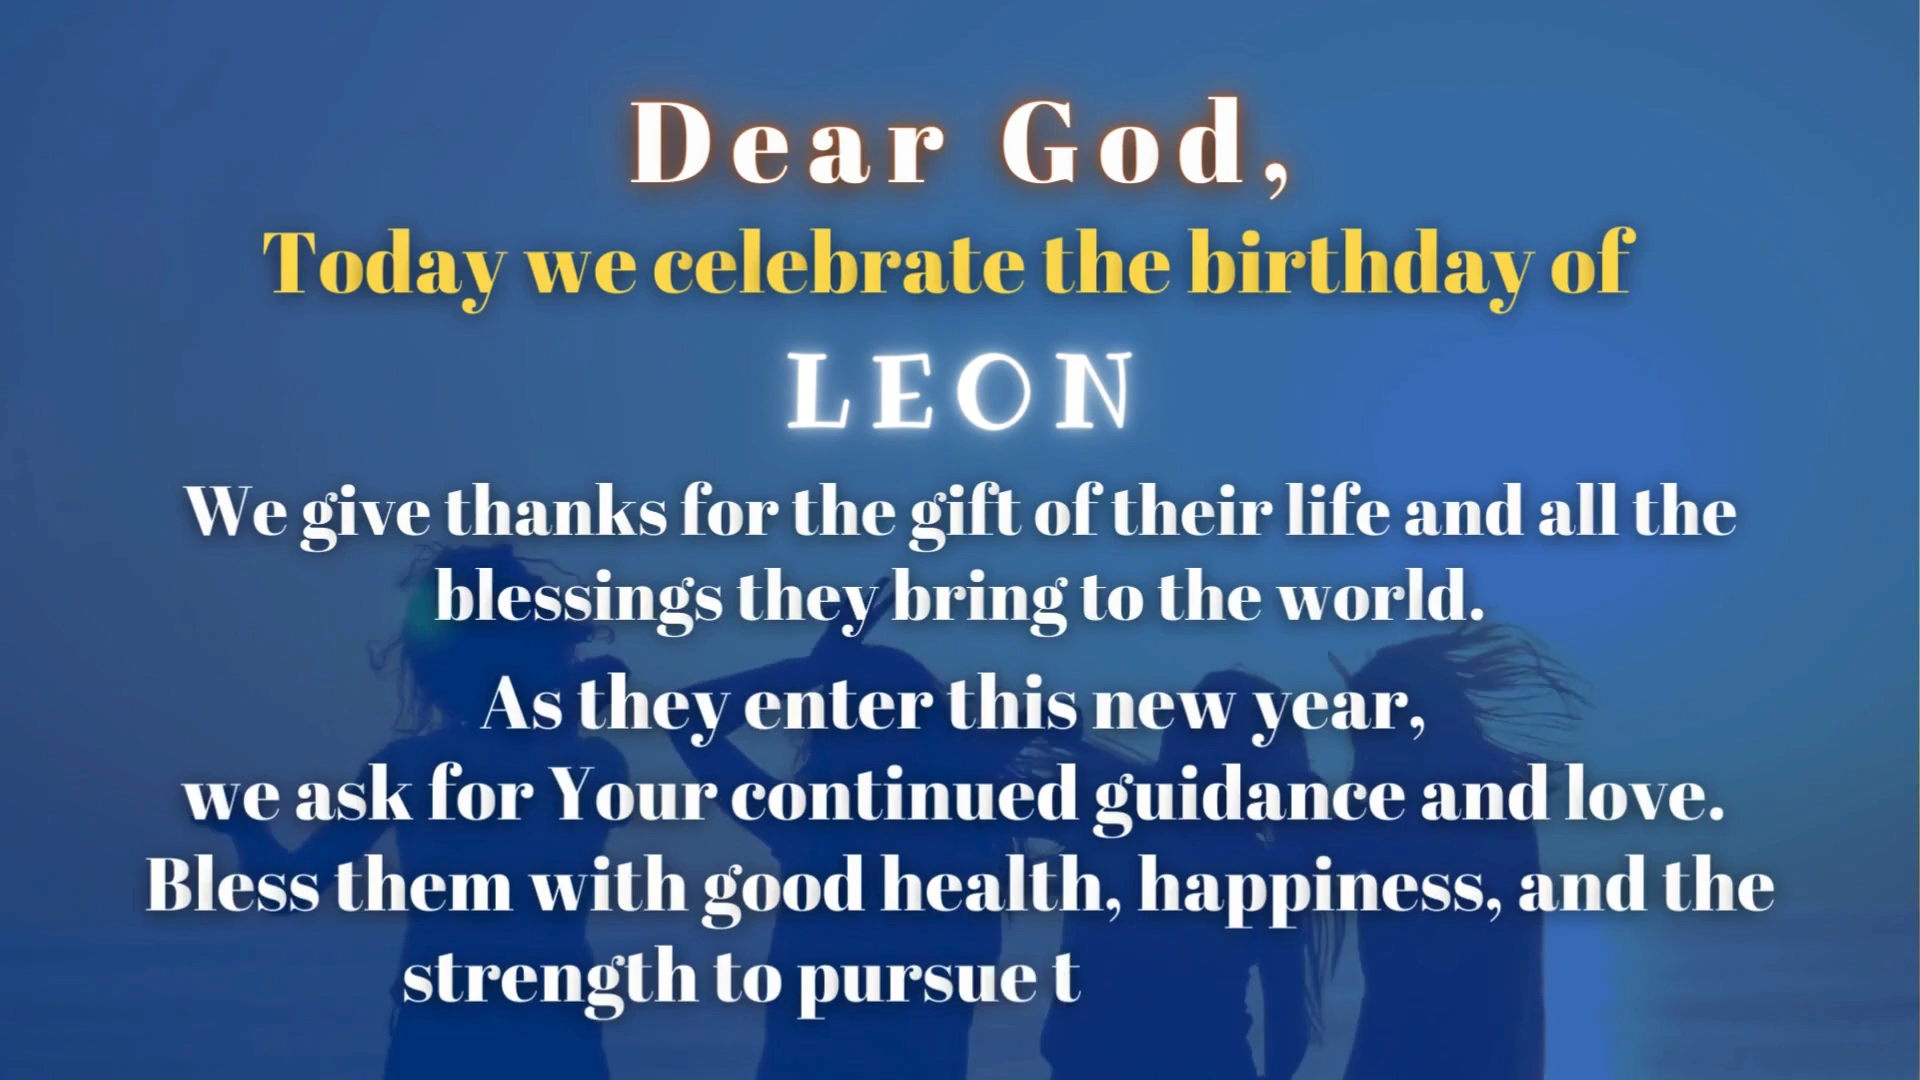 Dear God,
Today we celebrate the birthday of
LEON
We give thanks for the gift of their life and all the
blessings they bring to the world.
As they enter this new year,
we ask for Your continued guidance and love.
Bless them with good health, happiness, and the
strength to pursue t